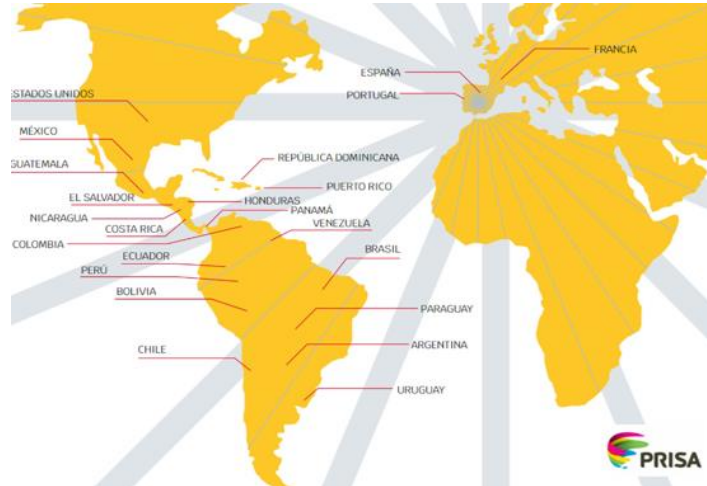 FRANCIA
ESPAÑA
PORTUGAL
ESTADOS UNIDOS
MÉXICO
GUATEMALA
REPÚBLICA DOMINICANA
PUERTO RICO
EL SALVADOR
HONDURAS
NICARAGUA
PANAMÁ
COSTA RICA
VENEZUELA
COLOMBIA
BRASIL
ECUADOR
PERÚ
BOLIVIA
PARAGUAY
ARGENTINA
CHILE
URUGUAY
PRISA